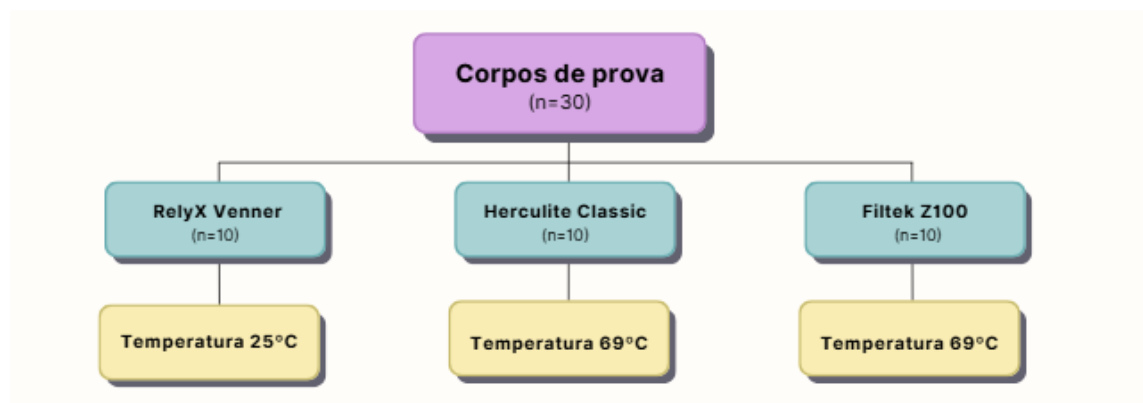 Corpos de prova
(n=30)
RelyX Venner
(n=10)
Herculite Classic
(n=10)
Filtek Z100
(n=10)
Temperatura 25°C
Temperatura 69°C
Temperatura 69°C